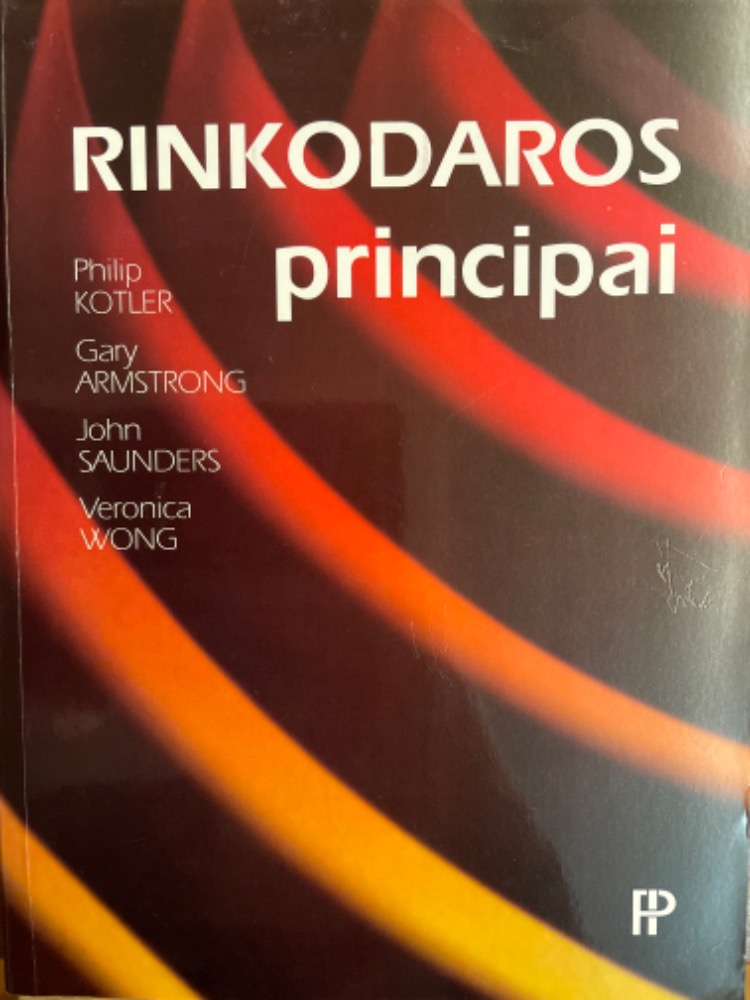 RINKODAROS
principai
Philip
KOTLER
Gary
ARMSTRONG
John
SAUNDERS
Veronica
WONG